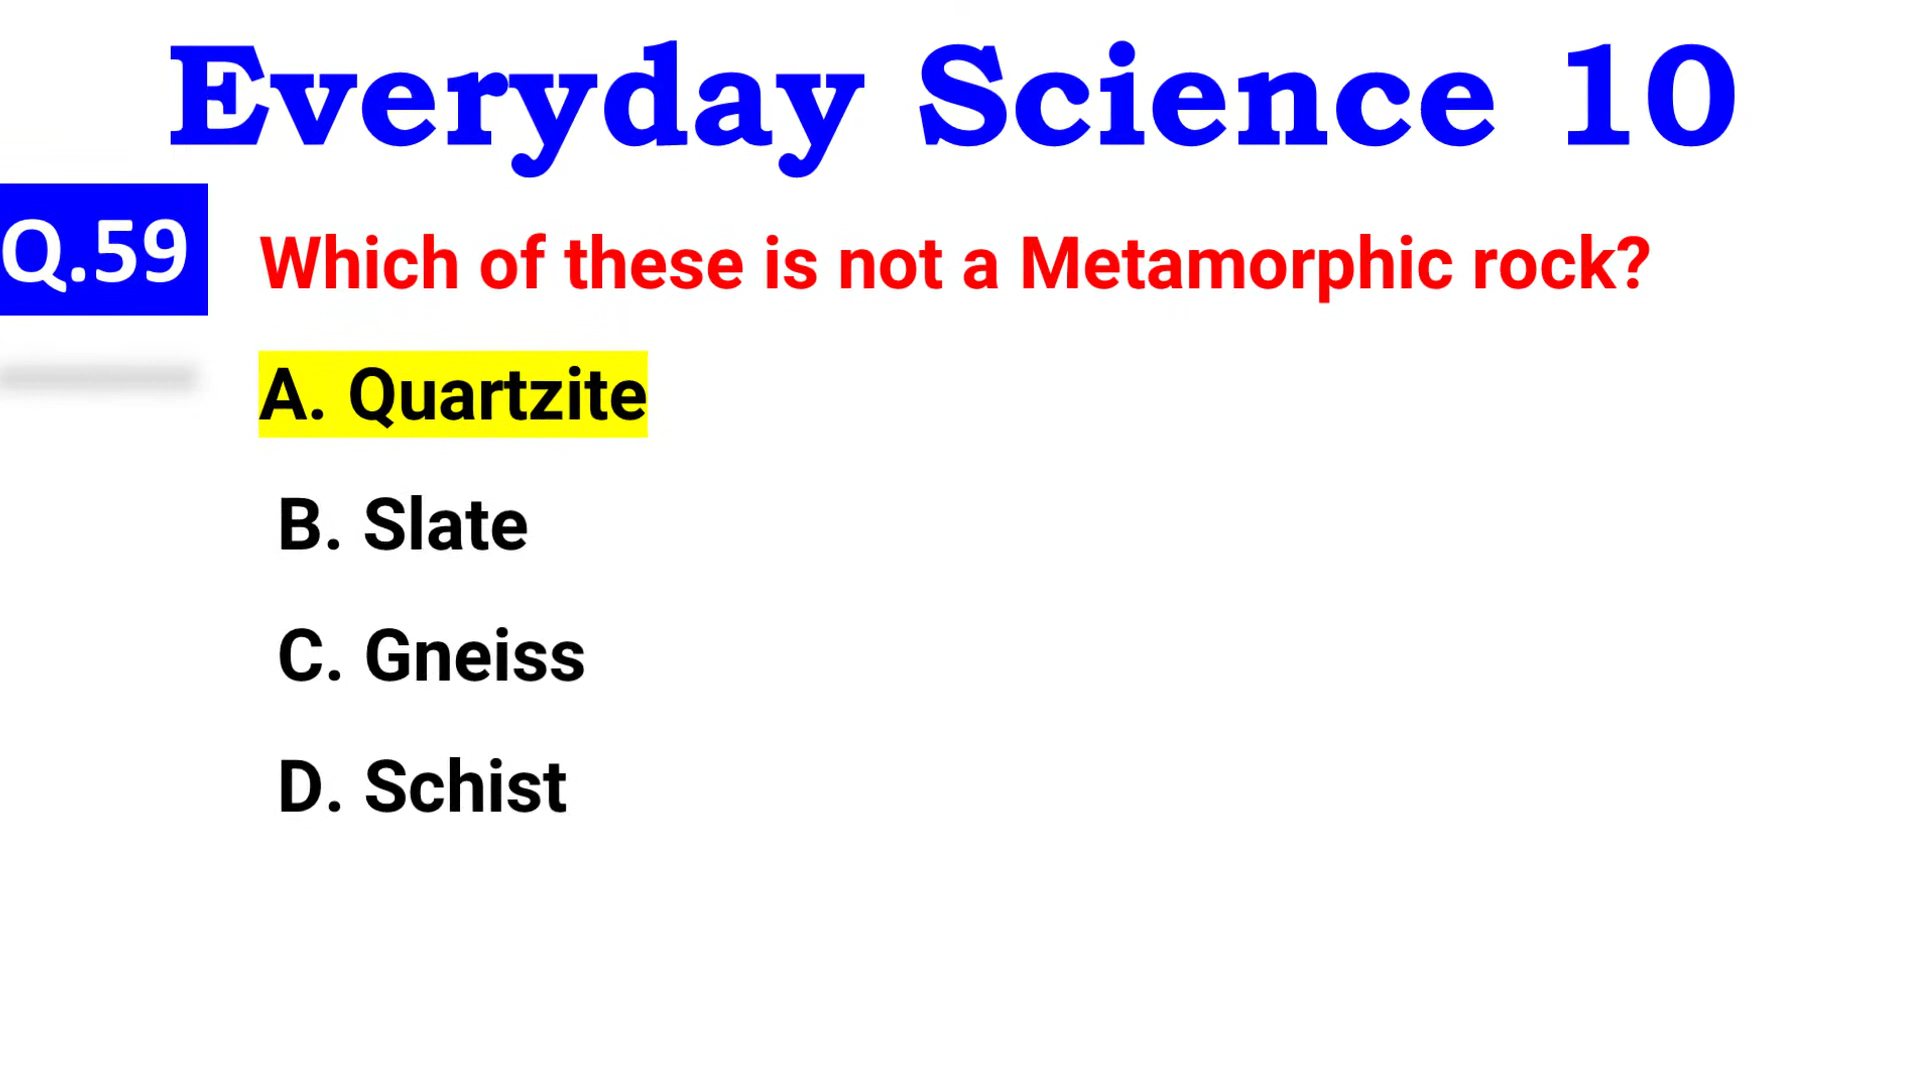 Everyday Science 10
Q.59
Which of these is not a Metamorphic rock?
A. Quartzite
B. Slate
C. Gneiss
D. Schist